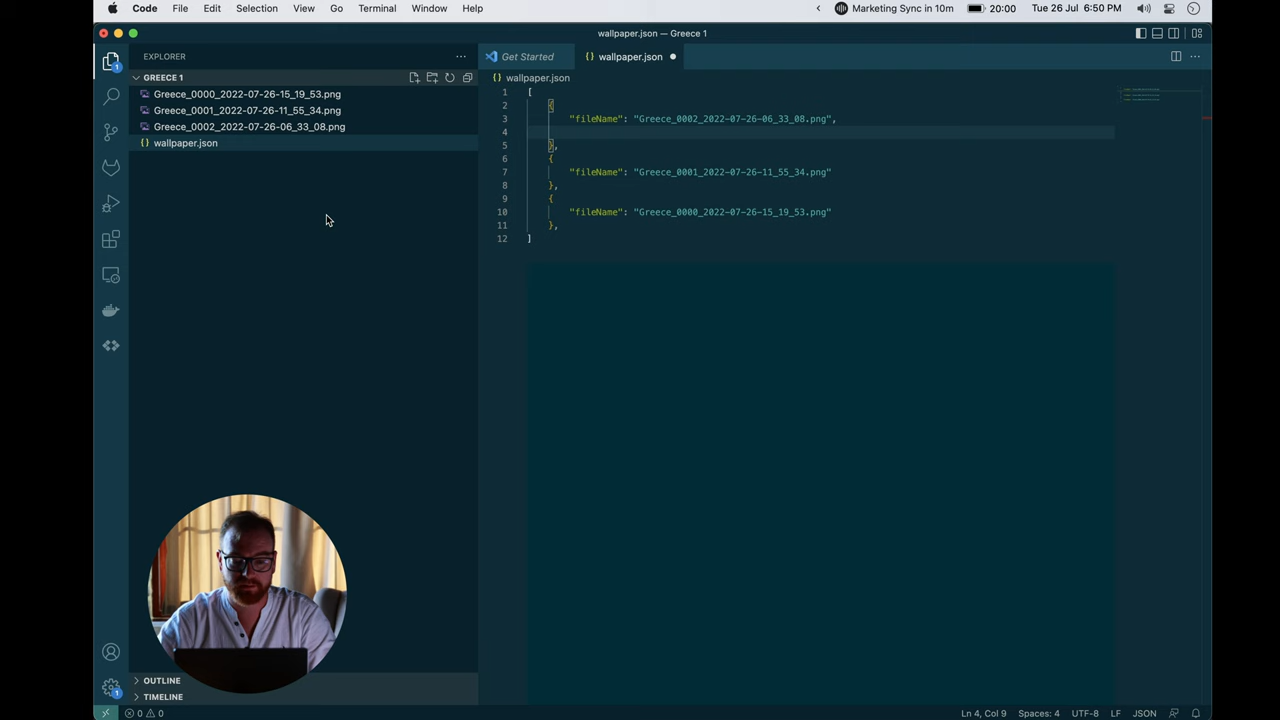 Code File Edit Selection View Go Terminal Window Help
Marketing Sync in 10m 20:00 Tue 26 Jul 6:50 PM
wallpaper.json — Greece 1
EXPLORER
GREECE 1
Greece_0000_2022-07-26-15_19_53.png
Greece_0001_2022-07-26-11_55_34.png
Greece_0002_2022-07-26-06_33_08.png
{} wallpaper.json
OUTLINE
TIMELINE
Get Started
{} wallpaper.json
{} wallpaper.json
1 [
2 {
3 "fileName": "Greece_0002_2022-07-26-06_33_08.png",
4
5 },
6 {
7 "fileName": "Greece_0001_2022-07-26-11_55_34.png"
8 },
9 {
10 "fileName": "Greece_0000_2022-07-26-15_19_53.png"
11 },
12 ]
1
1
0 0
Ln 4, Col 9 Spaces: 4 UTF-8 LF JSON